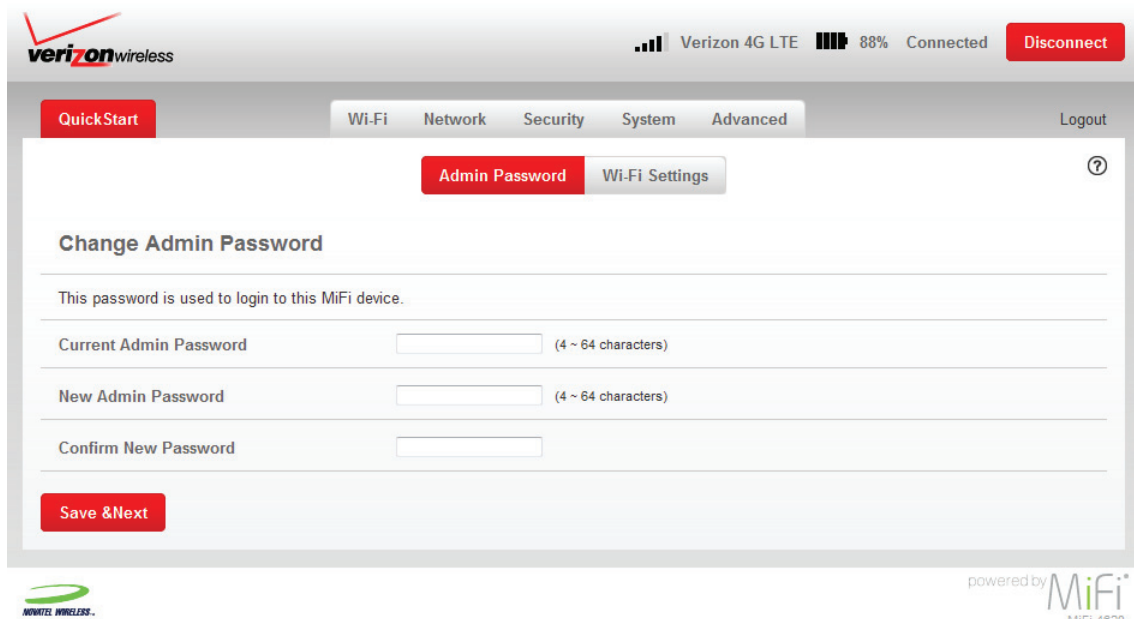 verizonwireless
Verizon 4G LTE 88% Connected Disconnect
QuickStart Wi-Fi Network Security System Advanced Logout
Admin Password Wi-Fi Settings ?
Change Admin Password
This password is used to login to this MiFi device.
Current Admin Password (4 ~ 64 characters)
New Admin Password (4 ~ 64 characters)
Confirm New Password
Save &Next
NOVATEL WIRELESS
powered by MiFi